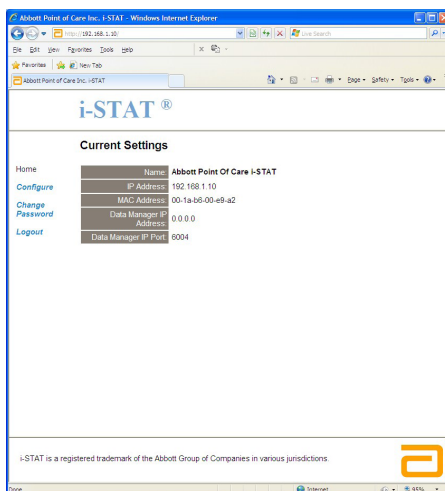 Abbott Point of Care Inc. i-STAT - Windows Internet Explorer
http://192.168.1.10/
Live Search
File Edit View Favorites Tools Help
Favorites New Tab
Abbott Point of Care Inc. i-STAT
Page Safety Tools
i-STAT ®
Current Settings
Home
Configure
Change
Password
Logout
Name: Abbott Point Of Care i-STAT
IP Address: 192.168.1.10
MAC Address: 00-1a-b6-00-e9-a2
Data Manager IP
Address: 0.0.0.0
Data Manager IP Port: 6004
i-STAT is a registered trademark of the Abbott Group of Companies in various jurisdictions.
Done
Internet
95%